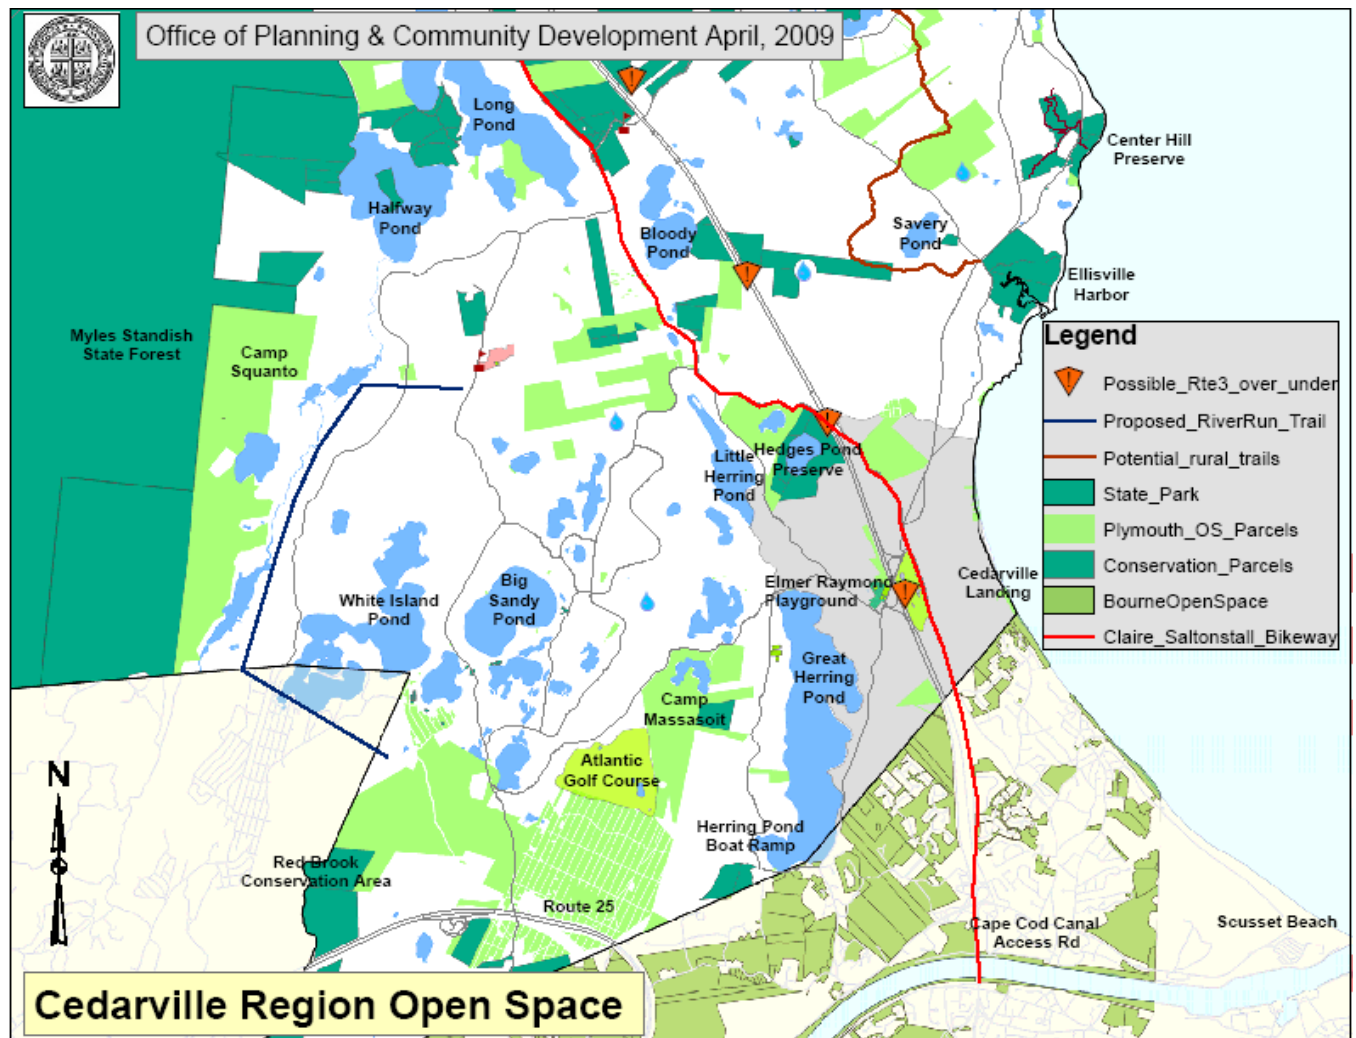 Office of Planning & Community Development April, 2009
Long
Pond
Center Hill
Preserve
Halfway
Pond
Bloody
Pond
Savery
Pond
Ellisville
Harbor
Myles Standish
State Forest
Camp
Squanto
Legend
Possible_Rte3_over_under
Proposed_RiverRun_Trail
Potential_rural_trails
State_Park
Plymouth_OS_Parcels
Conservation_Parcels
BourneOpenSpace
Claire_Saltonstall_Bikeway
Little
Herring
Pond
Hedges Pond
Preserve
Elmer Raymond
Playground
Cedarville
Landing
White Island
Pond
Big
Sandy
Pond
Great
Herring
Pond
Camp
Massasoit
Atlantic
Golf Course
N
Herring Pond
Boat Ramp
Red Brook
Conservation Area
Route 25
Cape Cod Canal
Access Rd
Scusset Beach
Cedarville Region Open Space